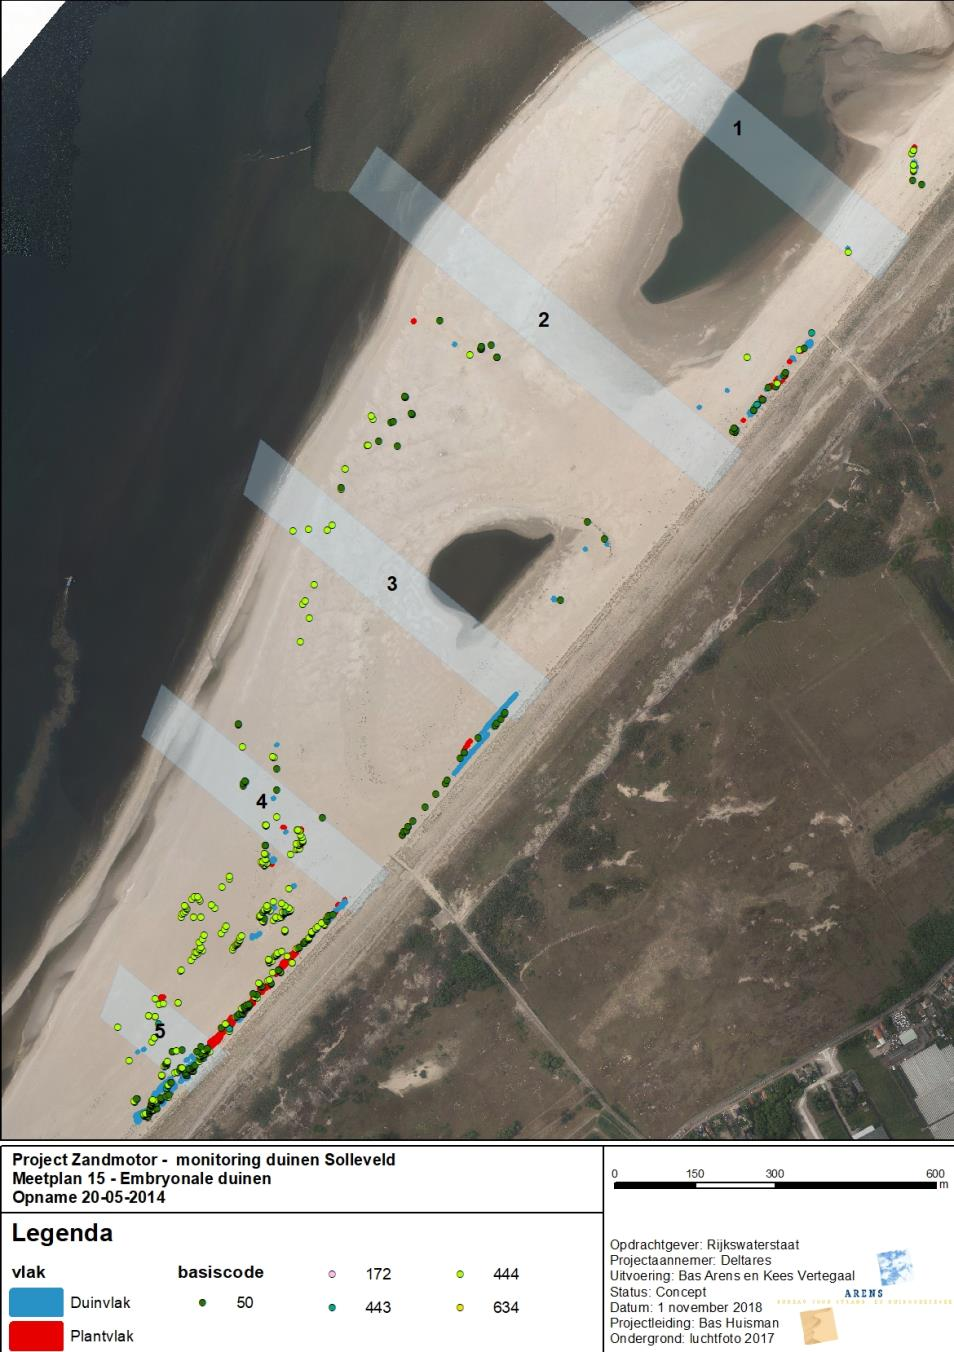 1
2
3
4
5
Project Zandmotor - monitoring duinen Solleveld
Meetplan 15 - Embryonale duinen
Opname 20-05-2014
Legenda
vlak
Duinvlak
Plantvlak
basiscode
50
172
443
444
634
0 150 300 600
m
Opdrachtgever: Rijkswaterstaat
Projectaannemer: Deltares
Uitvoering: Bas Arens en Kees Vertegaal
Status: Concept
Datum: 1 november 2018
Projectleiding: Bas Huisman
Ondergrond: luchtfoto 2017
ARENS